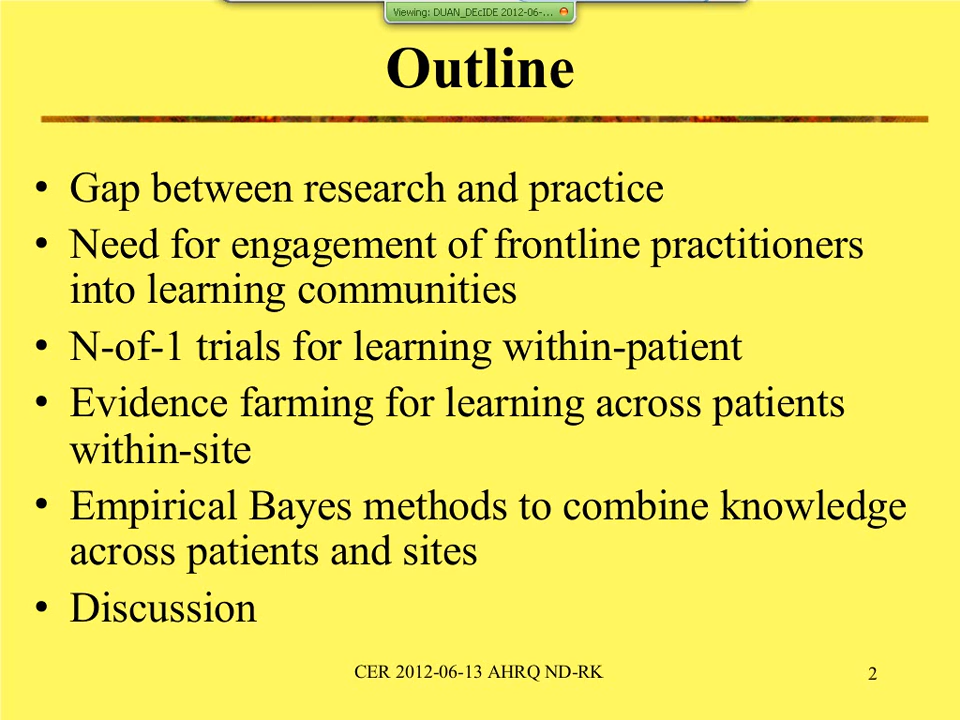 Viewing: DUAN_DEcIDE 2012-06-...
Outline
• Gap between research and practice
• Need for engagement of frontline practitioners
into learning communities
• N-of-1 trials for learning within-patient
• Evidence farming for learning across patients
within-site
• Empirical Bayes methods to combine knowledge
across patients and sites
• Discussion
CER 2012-06-13 AHRQ ND-RK
2